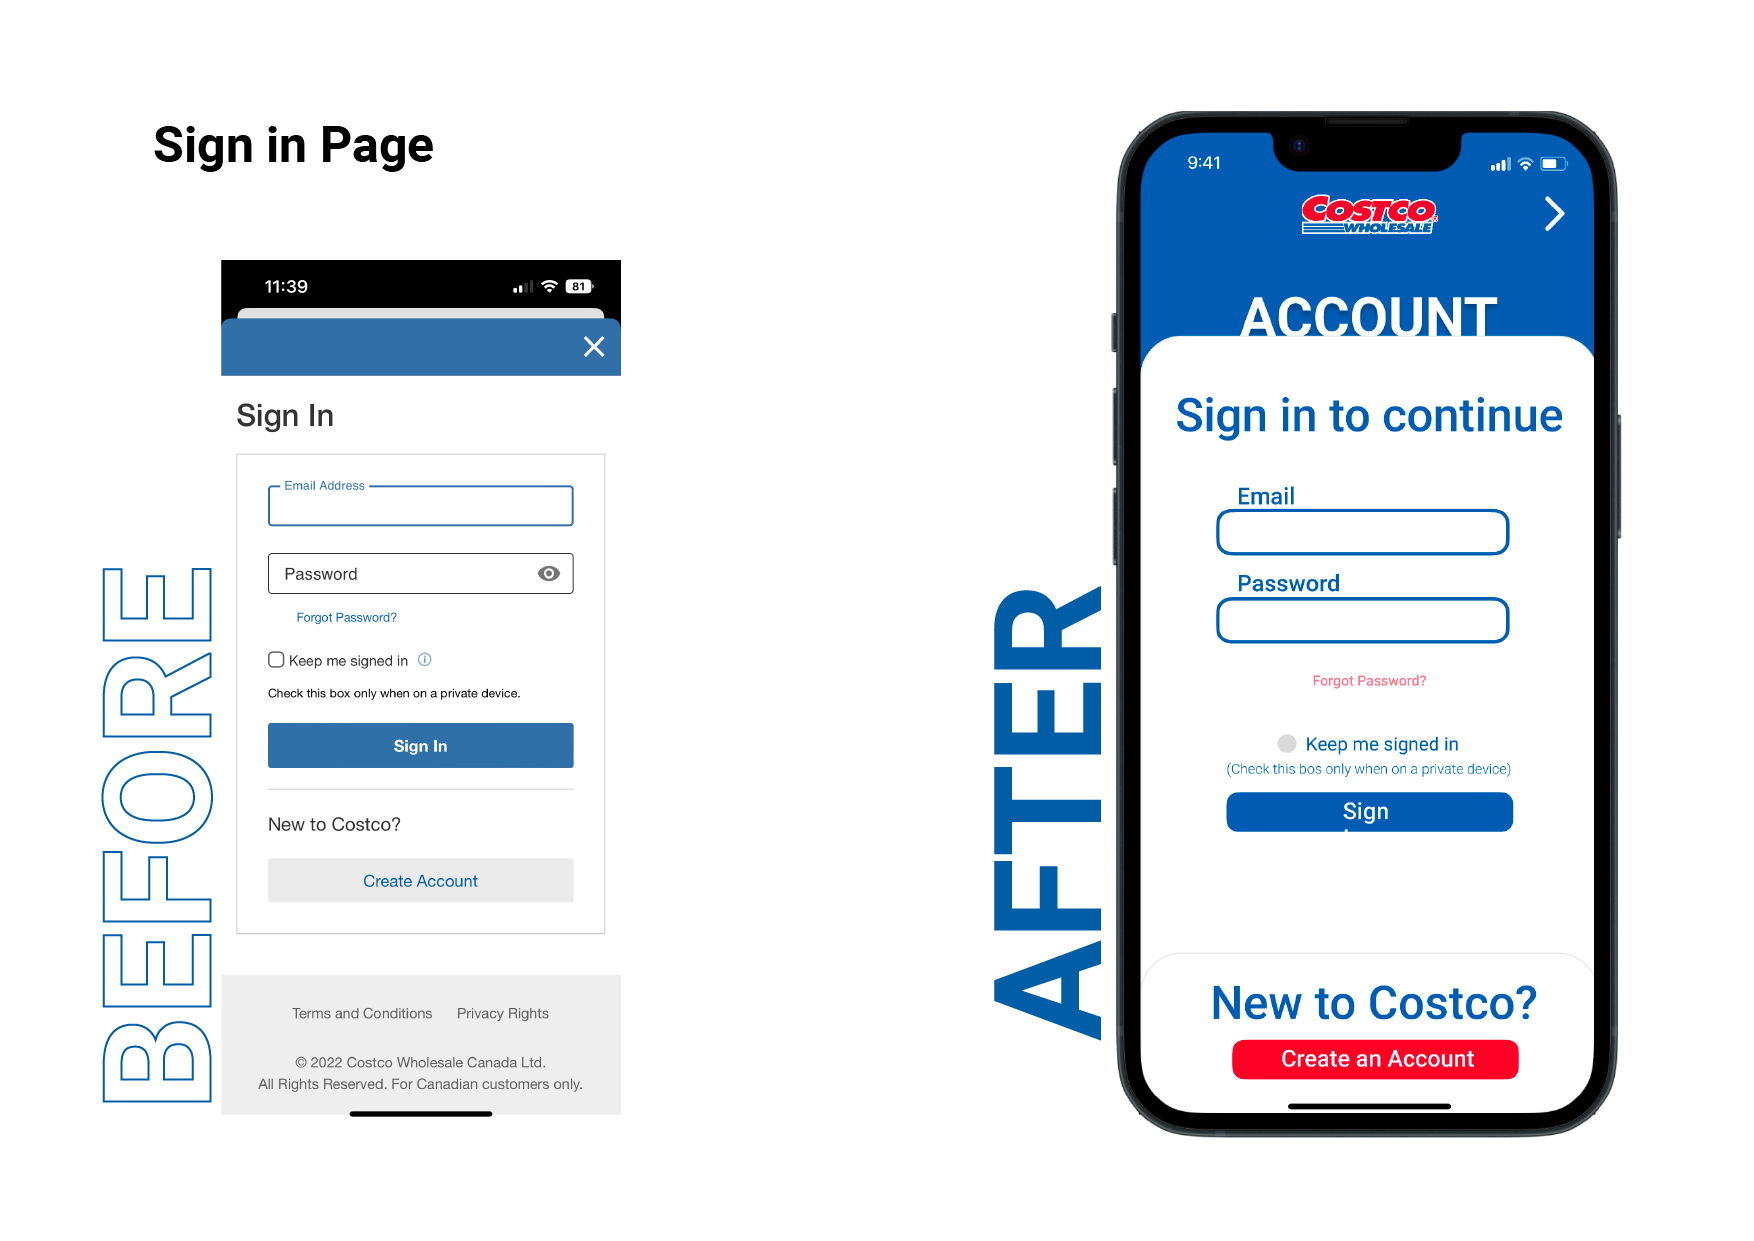 Sign in Page
BEFORE
11:39
81
Sign In
Email Address
Password
Forgot Password?
Keep me signed in
Check this box only when on a private device.
Sign In
New to Costco?
Create Account
Terms and Conditions Privacy Rights
© 2022 Costco Wholesale Canada Ltd.
All Rights Reserved. For Canadian customers only.
AFTER
9:41
COSTCO
WHOLESALE
ACCOUNT
Sign in to continue
Email
Password
Forgot Password?
Keep me signed in
(Check this bos only when on a private device)
Sign
New to Costco?
Create an Account